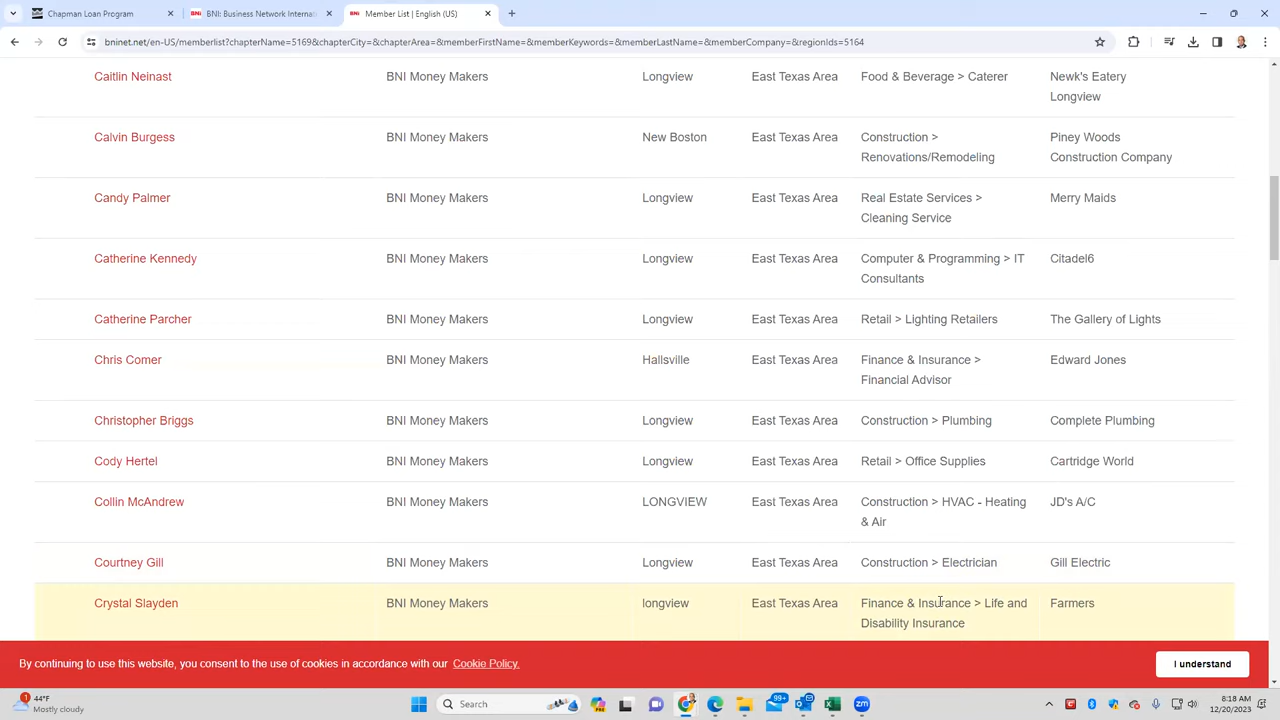 Chapman Loan Program
BNI: Business Network Internat
Member List | English (US)
bninet.net/en-US/memberlist?chapterName=5169&chapterCity=&chapterArea=&memberFirstName=&memberKeywords=&memberLastName=&memberCompany=&regionIds=5164
Caitlin Neinast BNI Money Makers Longview East Texas Area Food & Beverage > Caterer Newk's Eatery
Longview
Calvin Burgess BNI Money Makers New Boston East Texas Area Construction > Piney Woods
Renovations/Remodeling Construction Company
Candy Palmer BNI Money Makers Longview East Texas Area Real Estate Services > Merry Maids
Cleaning Service
Catherine Kennedy BNI Money Makers Longview East Texas Area Computer & Programming > IT Citadel6
Consultants
Catherine Parcher BNI Money Makers Longview East Texas Area Retail > Lighting Retailers The Gallery of Lights
Chris Comer BNI Money Makers Hallsville East Texas Area Finance & Insurance > Edward Jones
Financial Advisor
Christopher Briggs BNI Money Makers Longview East Texas Area Construction > Plumbing Complete Plumbing
Cody Hertel BNI Money Makers Longview East Texas Area Retail > Office Supplies Cartridge World
Collin McAndrew BNI Money Makers LONGVIEW East Texas Area Construction > HVAC - Heating JD's A/C
& Air
Courtney Gill BNI Money Makers Longview East Texas Area Construction > Electrician Gill Electric
Crystal Slayden BNI Money Makers longview East Texas Area Finance & Insurance > Life and Farmers
Disability Insurance
By continuing to use this website, you consent to the use of cookies in accordance with our Cookie Policy. I understand
1
44°F
Mostly cloudy
Search
99+
8:18 AM
12/20/2023